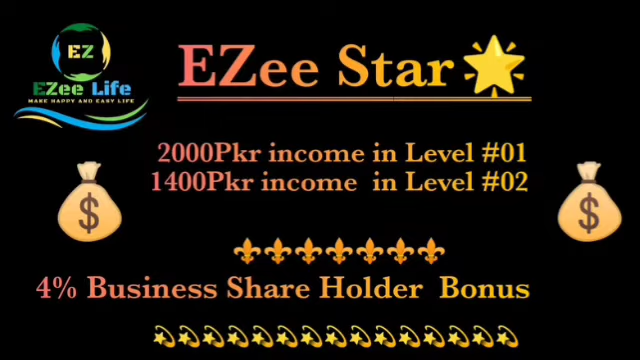 EZ
EZee Life
MAKE HAPPY AND EASY LIFE
EZee Star
2000Pkr income in Level #01
1400Pkr income in Level #02
$ $
4% Business Share Holder Bonus